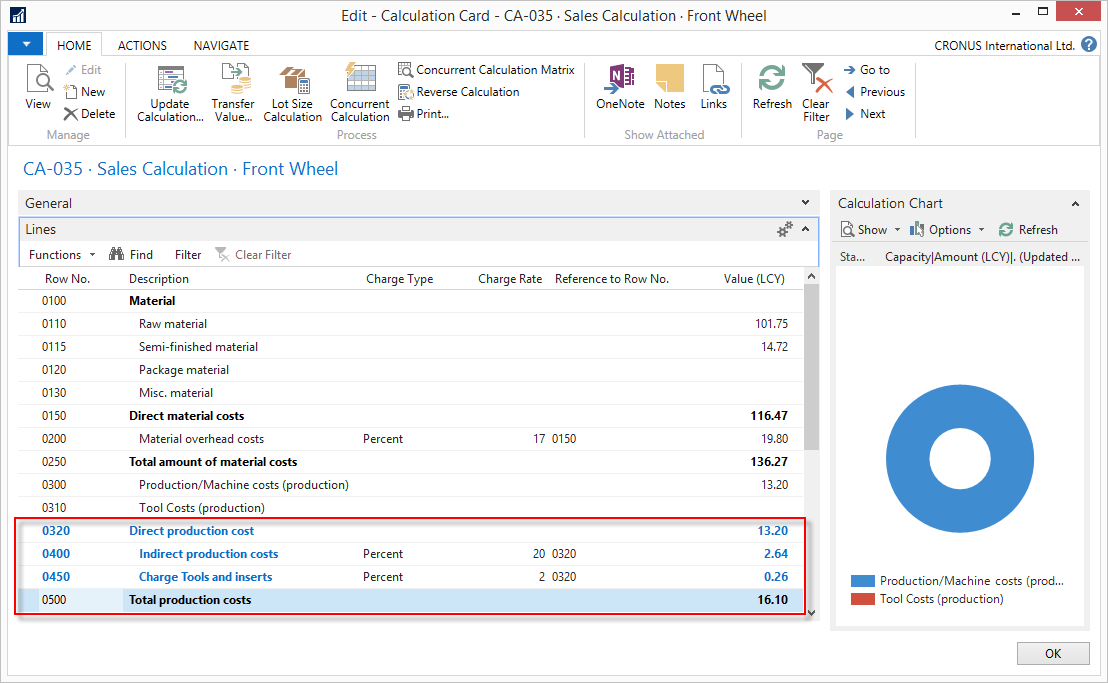 Edit - Calculation Card - CA-035 · Sales Calculation · Front Wheel
HOME ACTIONS NAVIGATE CRONUS International Ltd. ?
View
Edit
New
Delete
Manage
Update Calculation...
Transfer Value...
Lot Size Calculation
Concurrent Calculation
Concurrent Calculation Matrix
Reverse Calculation
Print...
Process
OneNote
Notes
Links
Show Attached
Refresh
Clear Filter
Go to
Previous
Next
Page
CA-035 · Sales Calculation · Front Wheel
General
Lines
Functions Find Filter Clear Filter
Row No. Description Charge Type Charge Rate Reference to Row No. Value (LCY)
0100 Material
0110 Raw material 101.75
0115 Semi-finished material 14.72
0120 Package material
0130 Misc. material
0150 Direct material costs 116.47
0200 Material overhead costs Percent 17 0150 19.80
0250 Total amount of material costs 136.27
0300 Production/Machine costs (production) 13.20
0310 Tool Costs (production)
0320 Direct production cost 13.20
0400 Indirect production costs Percent 20 0320 2.64
0450 Charge Tools and inserts Percent 2 0320 0.26
0500 Total production costs 16.10
Calculation Chart
Show Options Refresh
Sta... Capacity|Amount (LCY)|. (Updated ...
Production/Machine costs (prod...
Tool Costs (production)
OK